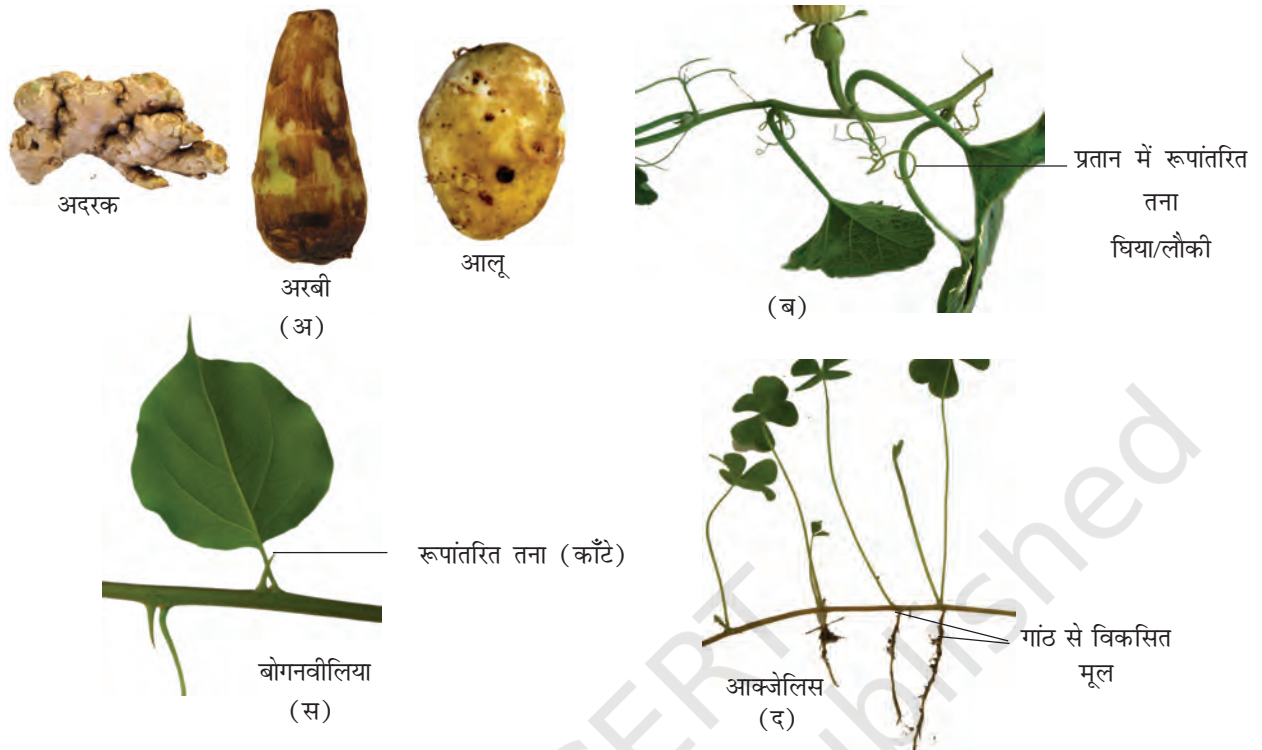 अदरक
अरबी
(अ)
आलू
प्रतान में रूपांतरित
तना
घिया/लौकी
(ब)
रूपांतरित तना (काँटे)
बोगनवीलिया
(स)
गांठ से विकसित
मूल
आक्जेलिस
(द)